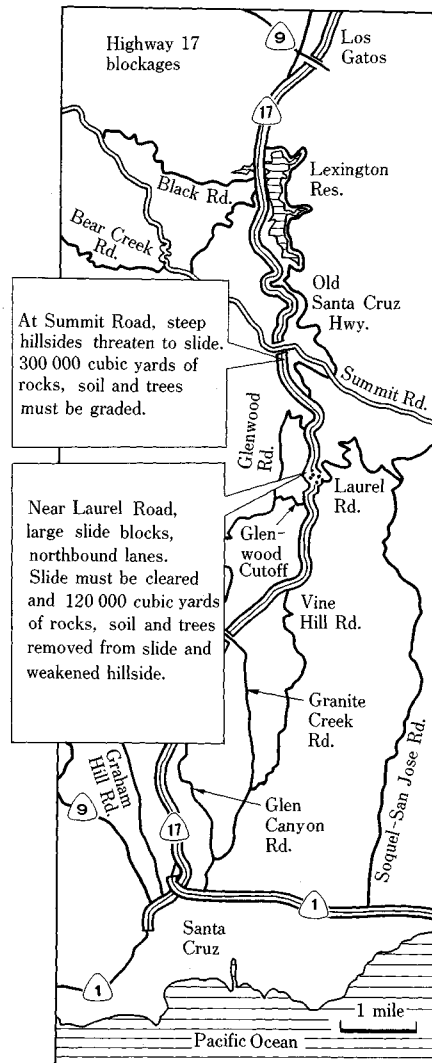 Highway 17
blockages
9
Los
Gatos
17
Lexington
Res.
Black Rd.
Bear Creek
Rd.
Old
Santa Cruz
Hwy.
At Summit Road, steep
hillsides threaten to slide.
300 000 cubic yards of
rocks, soil and trees
must be graded.
Summit Rd.
Glenwood
Rd.
Laurel
Rd.
Glen-
wood
Cutoff
Near Laurel Road,
large slide blocks,
northbound lanes.
Slide must be cleared
and 120 000 cubic yards
of rocks, soil and trees
removed from slide and
weakened hillside.
Vine
Hill Rd.
Granite
Creek
Rd.
Graham
Hill Rd.
9
17
Glen
Canyon
Rd.
Soquel-San Jose Rd.
1
Santa
Cruz
1
1 mile
Pacific Ocean